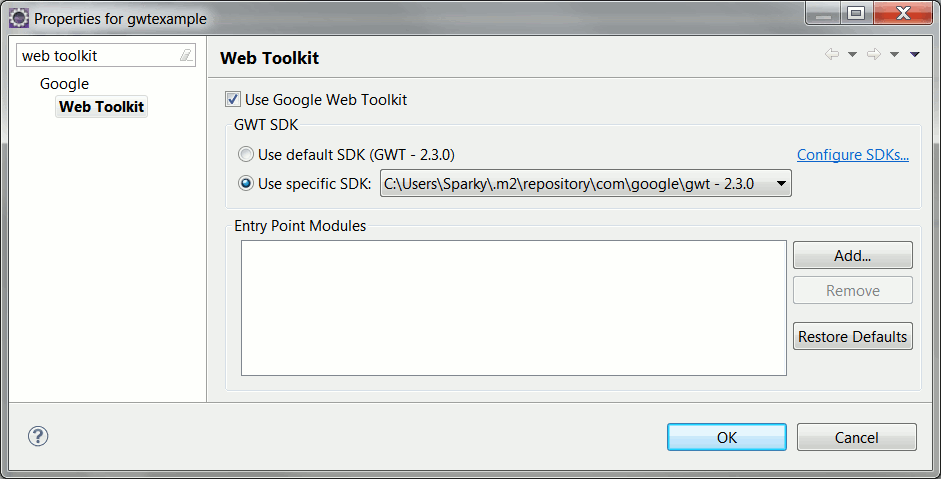 Properties for gwtexample
web toolkit
Google
Web Toolkit
Web Toolkit
Use Google Web Toolkit
GWT SDK
Use default SDK (GWT - 2.3.0)
Configure SDKs...
Use specific SDK: C:\Users\Sparky\.m2\repository\com\google\gwt - 2.3.0
Entry Point Modules
Add...
Remove
Restore Defaults
?
OK
Cancel